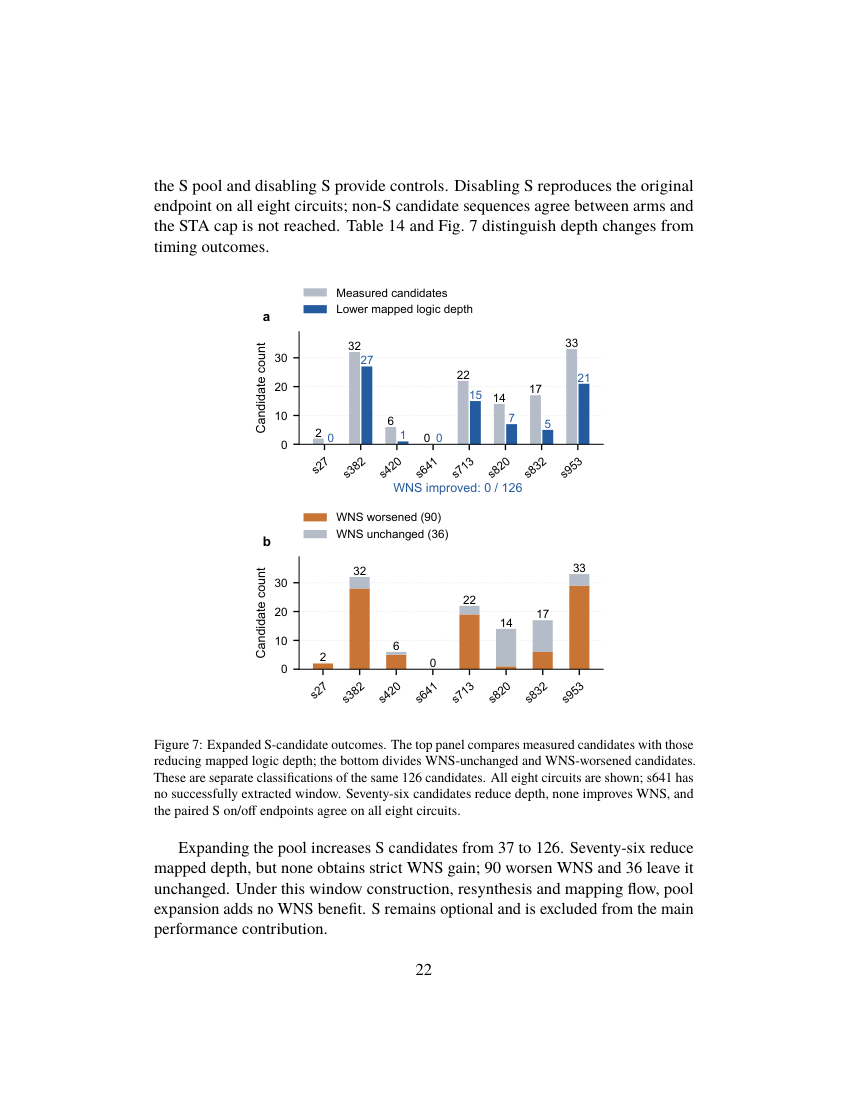 the S pool and disabling S provide controls. Disabling S reproduces the original
endpoint on all eight circuits; non-S candidate sequences agree between arms and
the STA cap is not reached. Table 14 and Fig. 7 distinguish depth changes from
timing outcomes.
Measured candidates
Lower mapped logic depth
a
Candidate count
30
20
10
0
2 0
32 27
6 1
0 0
22 15
14 7
17 5
33 21
s27 s382 s420 s641 s713 s820 s832 s953
WNS improved: 0 / 126
WNS worsened (90)
WNS unchanged (36)
b
Candidate count
30
20
10
0
2 32 6 0 22 14 17 33
s27 s382 s420 s641 s713 s820 s832 s953
Figure 7: Expanded S-candidate outcomes. The top panel compares measured candidates with those
reducing mapped logic depth; the bottom divides WNS-unchanged and WNS-worsened candidates.
These are separate classifications of the same 126 candidates. All eight circuits are shown; s641 has
no successfully extracted window. Seventy-six candidates reduce depth, none improves WNS, and
the paired S on/off endpoints agree on all eight circuits.
Expanding the pool increases S candidates from 37 to 126. Seventy-six reduce
mapped depth, but none obtains strict WNS gain; 90 worsen WNS and 36 leave it
unchanged. Under this window construction, resynthesis and mapping flow, pool
expansion adds no WNS benefit. S remains optional and is excluded from the main
performance contribution.
22